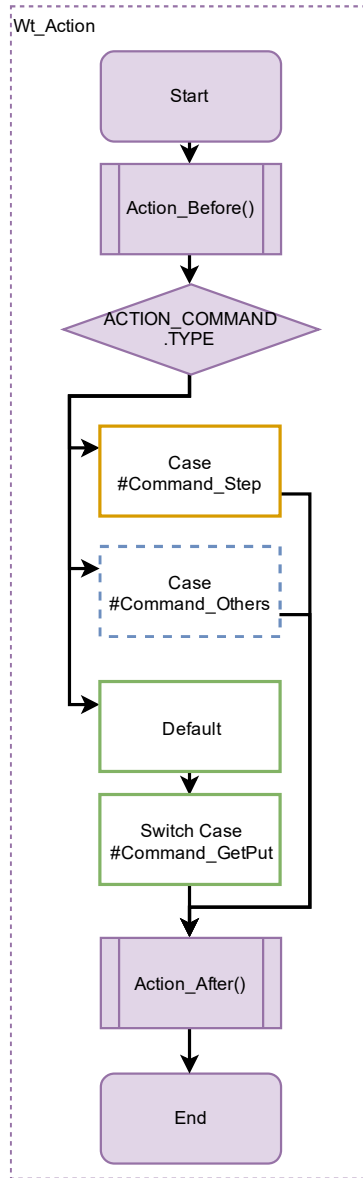 Wt_Action
Start
Action_Before()
ACTION_COMMAND
.TYPE
Case
#Command_Step
Case
#Command_Others
Default
Switch Case
#Command_GetPut
Action_After()
End